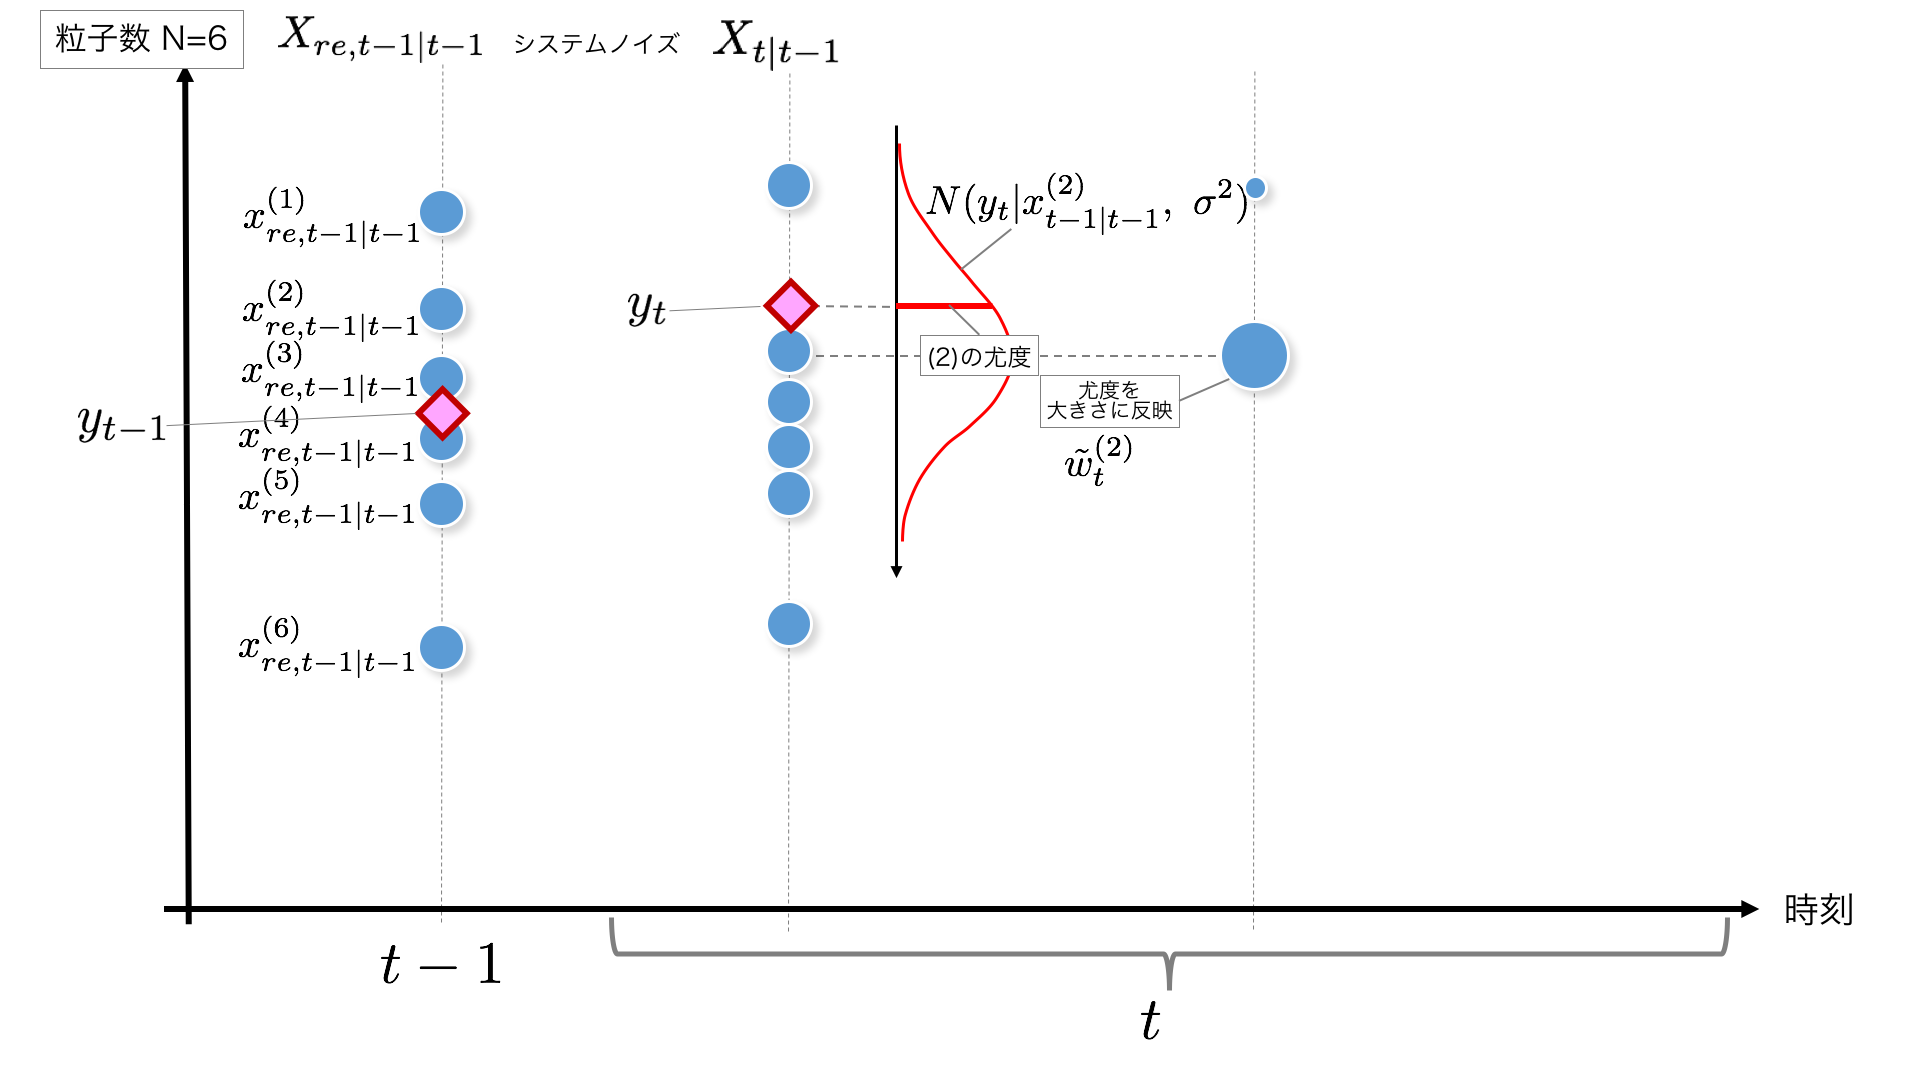 粒子数 N=6
X_{re,t−1|t−1}
システムノイズ
X_{t|t−1}
x^{(1)}_{re,t−1|t−1}
N(y_t|x^{(2)}_{t−1|t−1}, σ^2)
x^{(2)}_{re,t−1|t−1}
y_t
x^{(3)}_{re,t−1|t−1}
(2)の尤度
尤度を
大きさに反映
y_{t−1}
x^{(4)}_{re,t−1|t−1}
w̃^{(2)}_t
x^{(5)}_{re,t−1|t−1}
x^{(6)}_{re,t−1|t−1}
時刻
t − 1
t